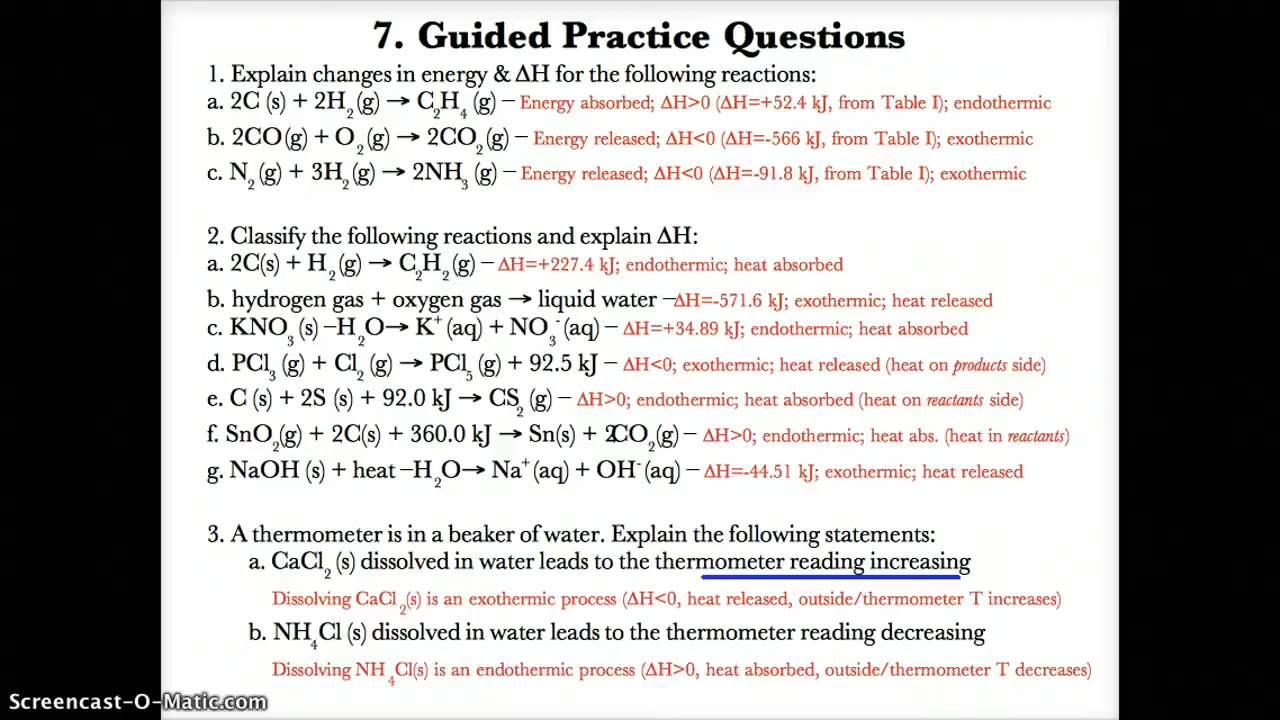 7. Guided Practice Questions
1. Explain changes in energy & ΔH for the following reactions:
a. 2C (s) + 2H₂(g) → C₂H₄ (g) – Energy absorbed; ΔH>0 (ΔH=+52.4 kJ, from Table I); endothermic
b. 2CO(g) + O₂(g) → 2CO₂(g) – Energy released; ΔH<0 (ΔH=-566 kJ, from Table I); exothermic
c. N₂(g) + 3H₂(g) → 2NH₃ (g) – Energy released; ΔH<0 (ΔH=-91.8 kJ, from Table I); exothermic
2. Classify the following reactions and explain ΔH:
a. 2C(s) + H₂(g) → C₂H₂(g) – ΔH=+227.4 kJ; endothermic; heat absorbed
b. hydrogen gas + oxygen gas → liquid water –ΔH=-571.6 kJ; exothermic; heat released
c. KNO₃(s) –H₂O→ K⁺(aq) + NO₃⁻(aq) – ΔH=+34.89 kJ; endothermic; heat absorbed
d. PCl₃(g) + Cl₂(g) → PCl₅(g) + 92.5 kJ – ΔH<0; exothermic; heat released (heat on products side)
e. C (s) + 2S (s) + 92.0 kJ → CS₂ (g) – ΔH>0; endothermic; heat absorbed (heat on reactants side)
f. SnO₂(g) + 2C(s) + 360.0 kJ → Sn(s) + 2CO₂(g) – ΔH>0; endothermic; heat abs. (heat in reactants)
g. NaOH (s) + heat –H₂O→ Na⁺(aq) + OH⁻(aq) – ΔH=-44.51 kJ; exothermic; heat released
3. A thermometer is in a beaker of water. Explain the following statements:
a. CaCl₂ (s) dissolved in water leads to the thermometer reading increasing
Dissolving CaCl₂(s) is an exothermic process (ΔH<0, heat released, outside/thermometer T increases)
b. NH₄Cl (s) dissolved in water leads to the thermometer reading decreasing
Dissolving NH₄Cl(s) is an endothermic process (ΔH>0, heat absorbed, outside/thermometer T decreases)
Screencast-O-Matic.com